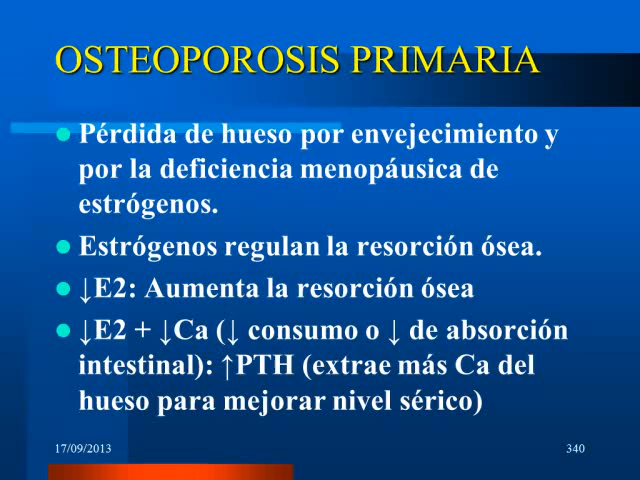 OSTEOPOROSIS PRIMARIA
Pérdida de hueso por envejecimiento y
por la deficiencia menopáusica de
estrógenos.
Estrógenos regulan la resorción ósea.
↓E2: Aumenta la resorción ósea
↓E2 + ↓Ca (↓ consumo o ↓ de absorción
intestinal): ↑PTH (extrae más Ca del
hueso para mejorar nivel sérico)
17/09/2013
340